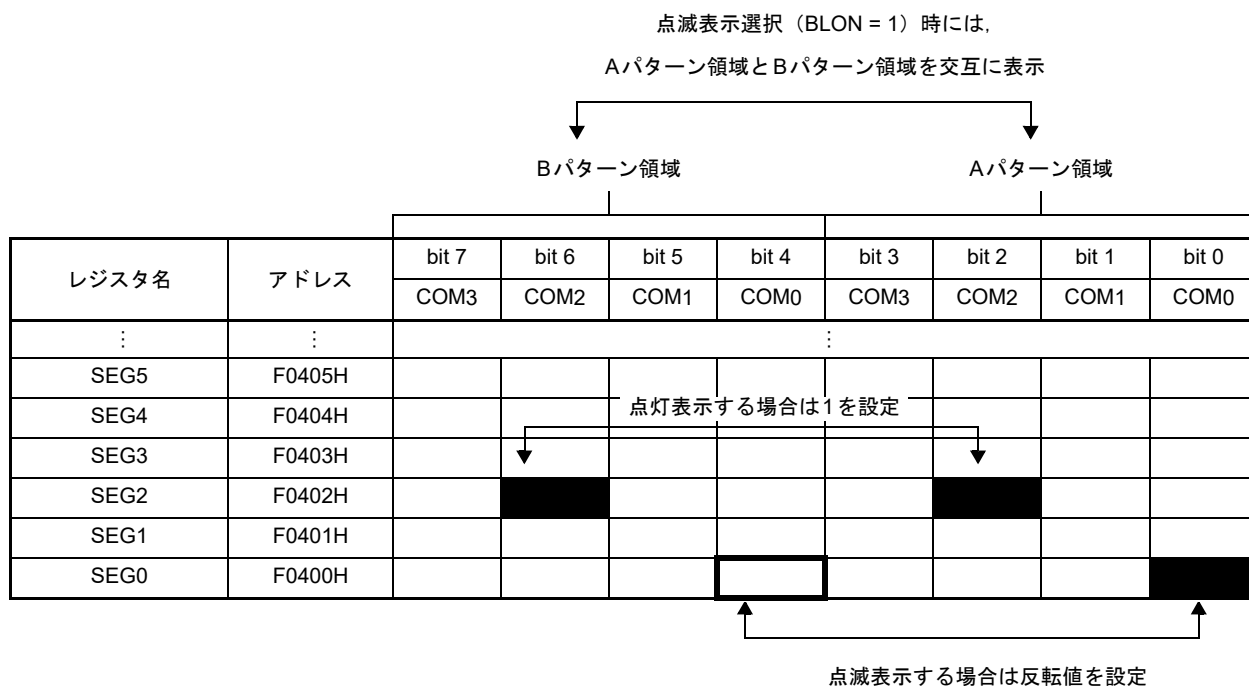 点滅表示選択（BLON = 1）時には,
Aパターン領域とBパターン領域を交互に表示
Bパターン領域 Aパターン領域
レジスタ名 アドレス bit 7 bit 6 bit 5 bit 4 bit 3 bit 2 bit 1 bit 0
COM3 COM2 COM1 COM0 COM3 COM2 COM1 COM0
⋮ ⋮ ⋮
SEG5 F0405H
SEG4 F0404H
点灯表示する場合は1を設定
SEG3 F0403H
SEG2 F0402H
SEG1 F0401H
SEG0 F0400H
点滅表示する場合は反転値を設定